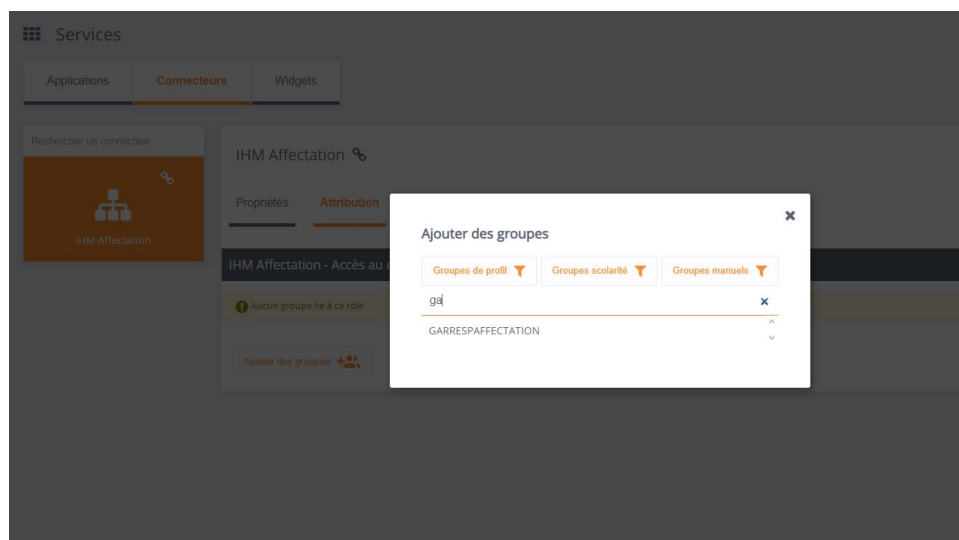 Services
Applications Connecteurs Widgets
Rechercher un connecteur
IHM Affectation
IHM Affectation
Propriétés Attribution
IHM Affectation - Accès au
Aucun groupe lié à ce rôle
Ajouter des groupes
Ajouter des groupes
Groupes de profil Groupes scolarité Groupes manuels
ga
GARRESPAFFECTATION